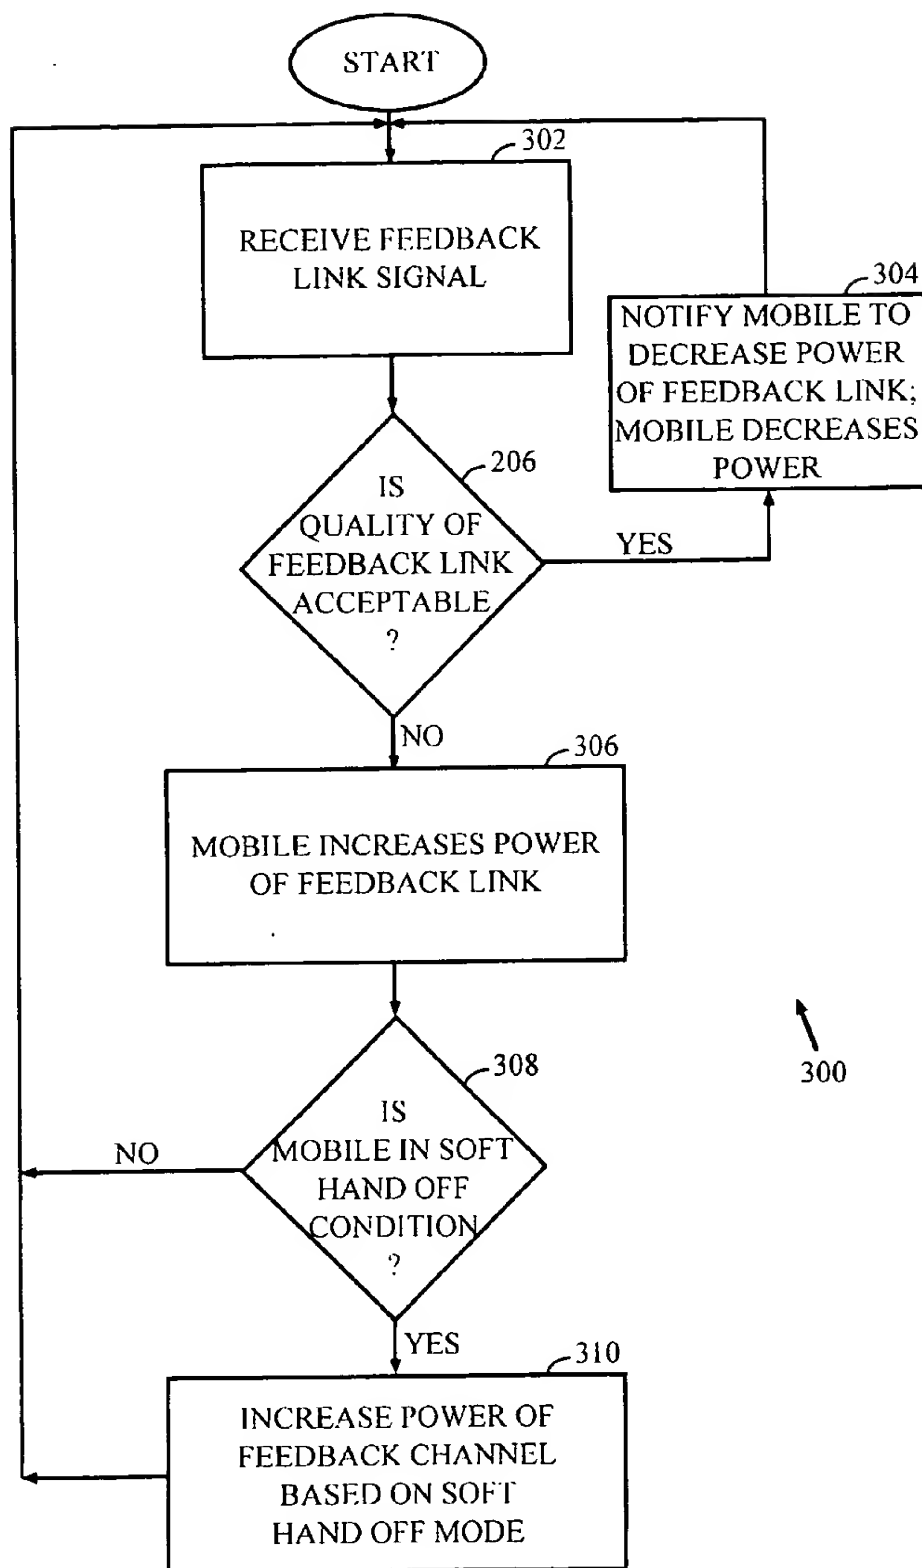 START
302
RECEIVE FEEDBACK
LINK SIGNAL
304
NOTIFY MOBILE TO
DECREASE POWER
OF FEEDBACK LINK;
MOBILE DECREASES
POWER
206
IS
QUALITY OF
FEEDBACK LINK
ACCEPTABLE
?
YES
NO
306
MOBILE INCREASES POWER
OF FEEDBACK LINK
300
308
IS
MOBILE IN SOFT
HAND OFF
CONDITION
?
NO
YES
310
INCREASE POWER OF
FEEDBACK CHANNEL
BASED ON SOFT
HAND OFF MODE